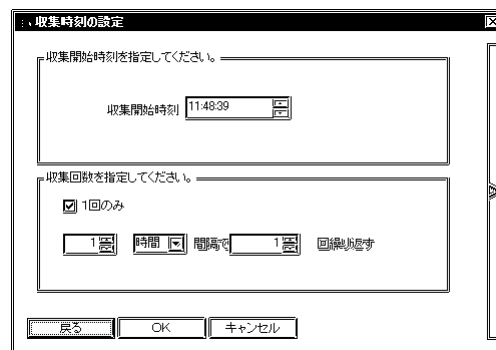 収集時刻の設定
収集開始時刻を指定してください。
収集開始時刻 11:48:39
収集回数を指定してください。
1回のみ
1 時間 間隔で 1 回繰り返す
戻る OK キャンセル